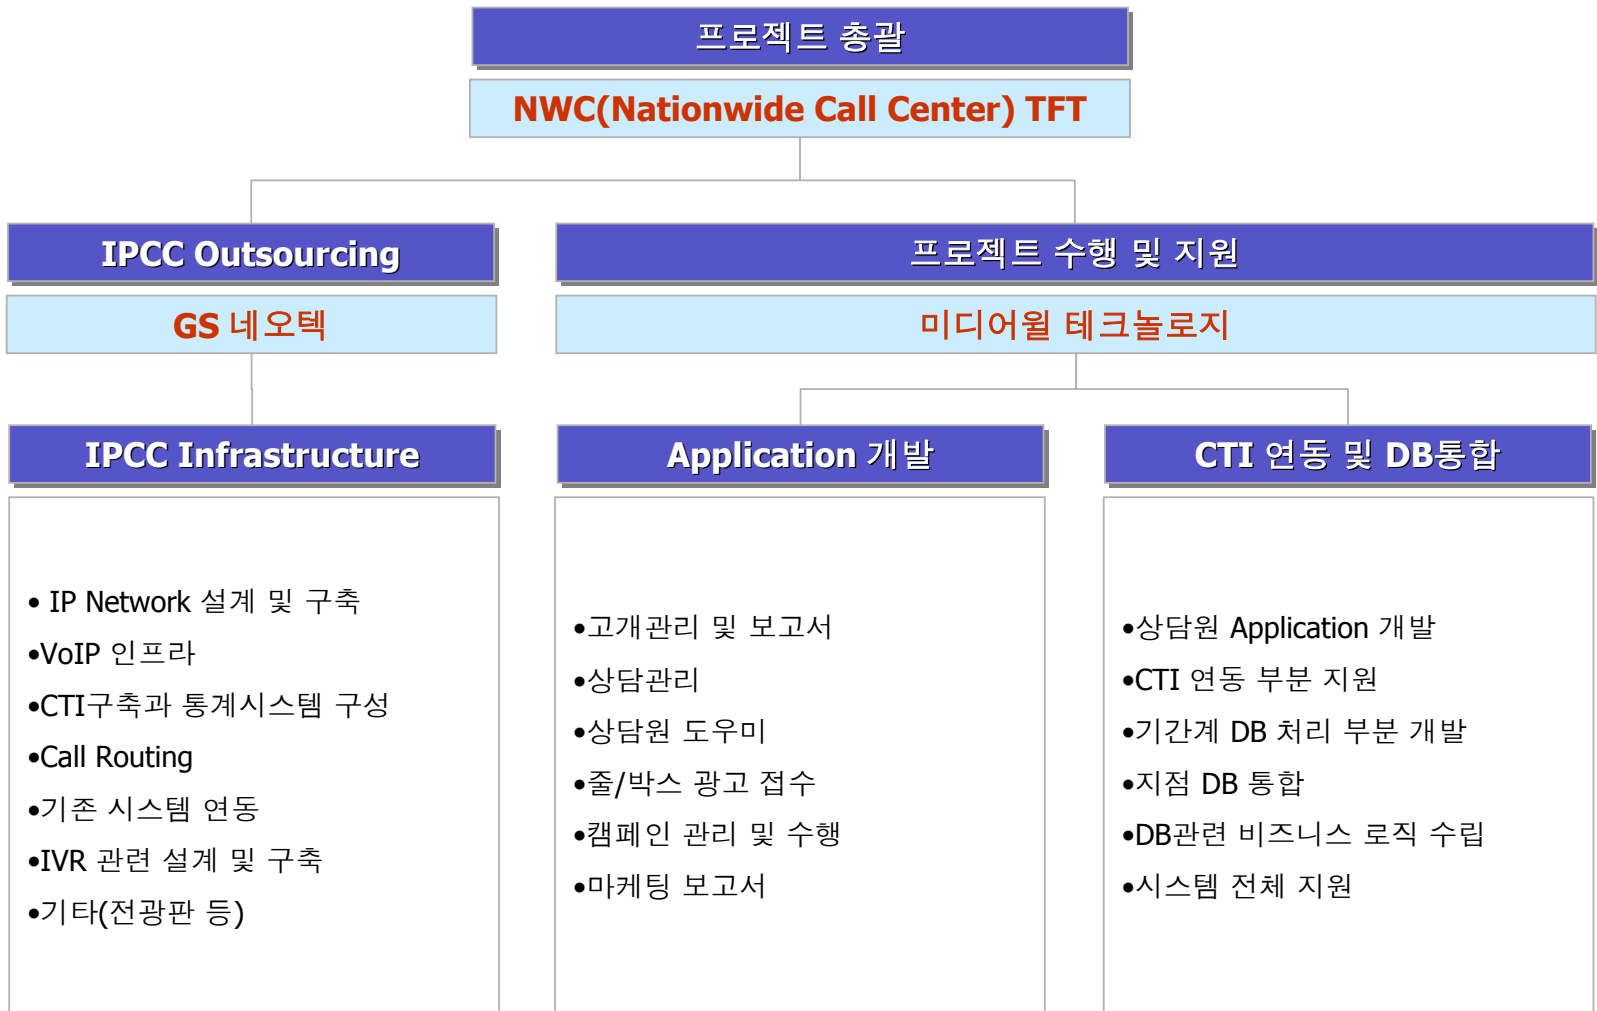 프로젝트 총괄
NWC(Nationwide Call Center) TFT
IPCC Outsourcing
GS 네오텍
프로젝트 수행 및 지원
미디어윌 테크놀로지
IPCC Infrastructure
• IP Network 설계 및 구축
•VoIP 인프라
•CTI구축과 통계시스템 구성
•Call Routing
•기존 시스템 연동
•IVR 관련 설계 및 구축
•기타(전광판 등)
Application 개발
•고개관리 및 보고서
•상담관리
•상담원 도우미
•줄/박스 광고 접수
•캠페인 관리 및 수행
•마케팅 보고서
CTI 연동 및 DB통합
•상담원 Application 개발
•CTI 연동 부분 지원
•기간계 DB 처리 부분 개발
•지점 DB 통합
•DB관련 비즈니스 로직 수립
•시스템 전체 지원